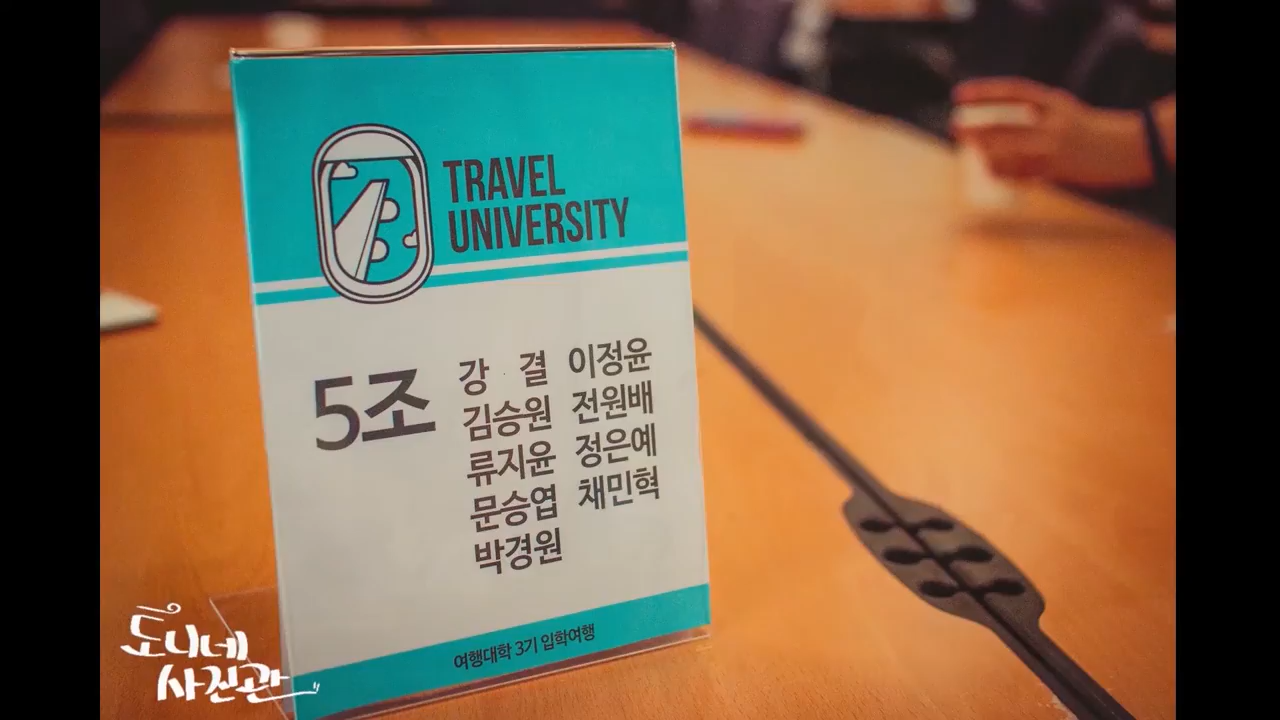 TRAVEL
UNIVERSITY
5조
강 결 이정윤
김승원 전원배
류지윤 정은예
문승엽 채민혁
박경원
여행대학 3기 입학여행
도니네
사진관